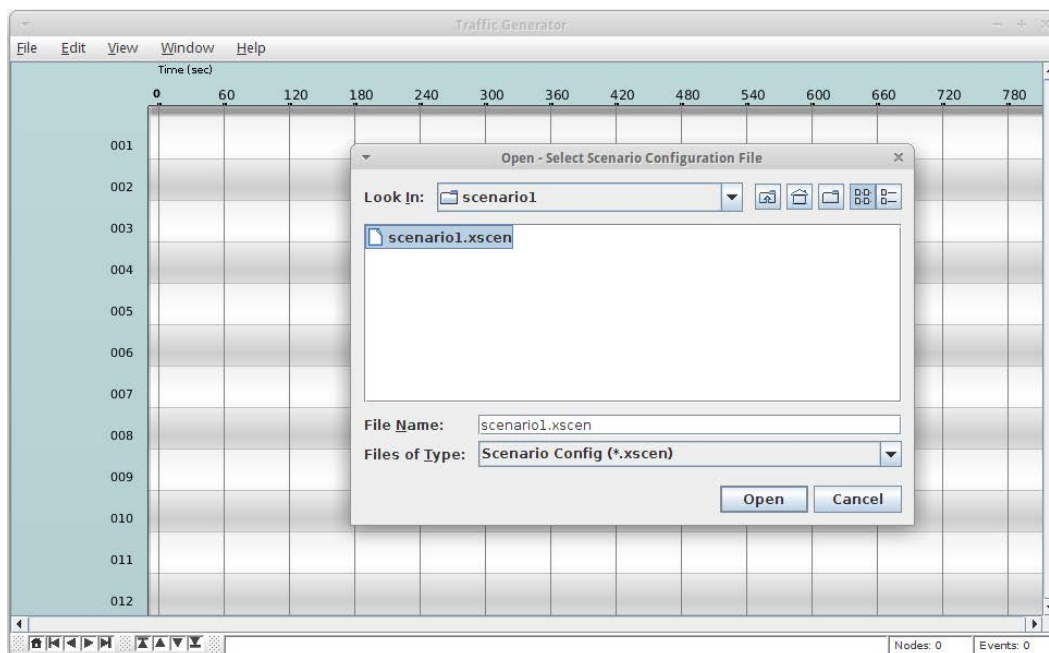 Traffic Generator
File Edit View Window Help
Time (sec)
0 60 120 180 240 300 360 420 480 540 600 660 720 780
001
002
003
004
005
006
007
008
009
010
011
012
Open - Select Scenario Configuration File
Look In: scenario1
scenario1.xscen
File Name: scenario1.xscen
Files of Type: Scenario Config (*.xscen)
Open Cancel
Nodes: 0 Events: 0